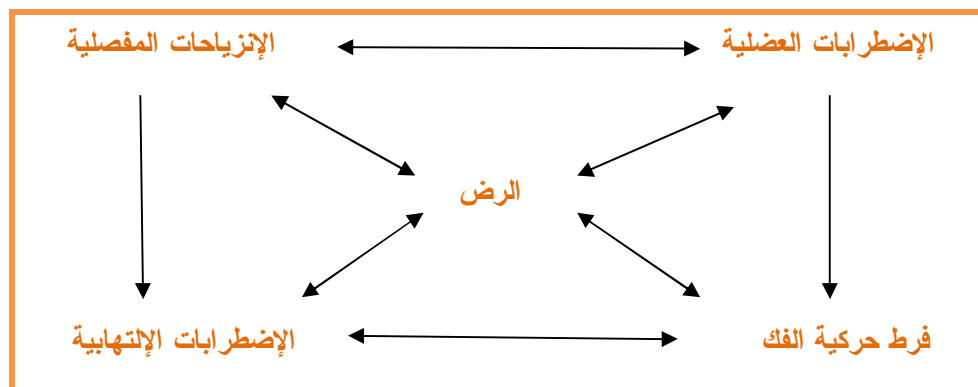 الإضطرابات العضلية
الإنزياحات المفصلية
الرض
فرط حركية الفك
الإضطرابات الإلتهابية